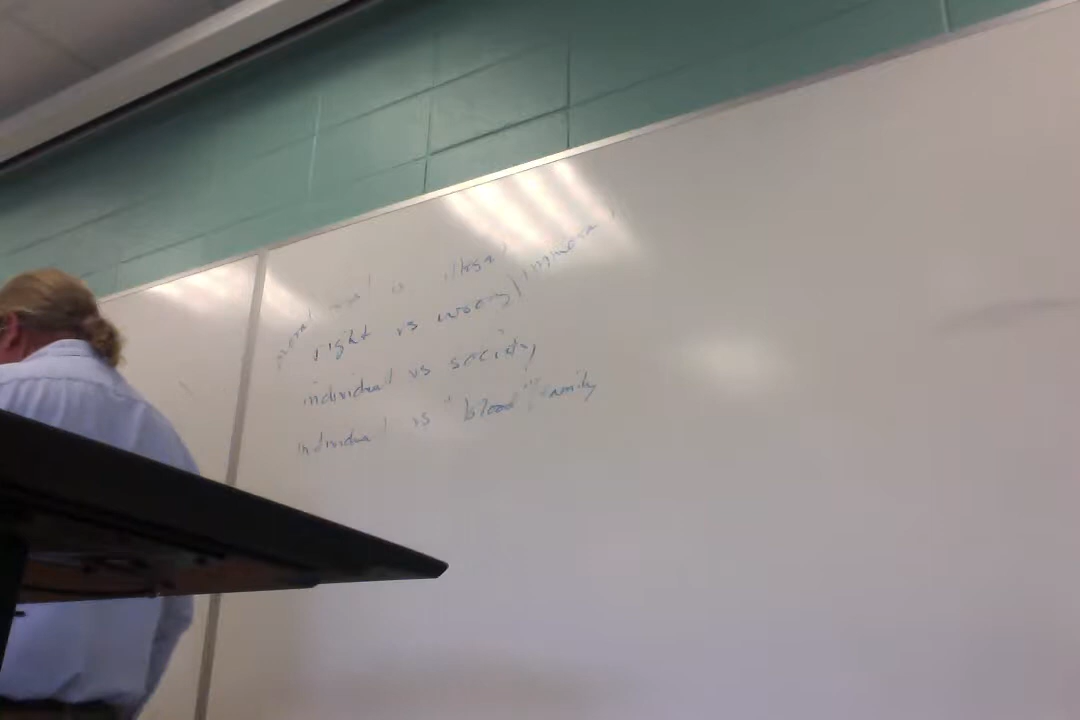 moral vs illegal
right vs wrong/immoral
individual vs society
individual vs "blood" family